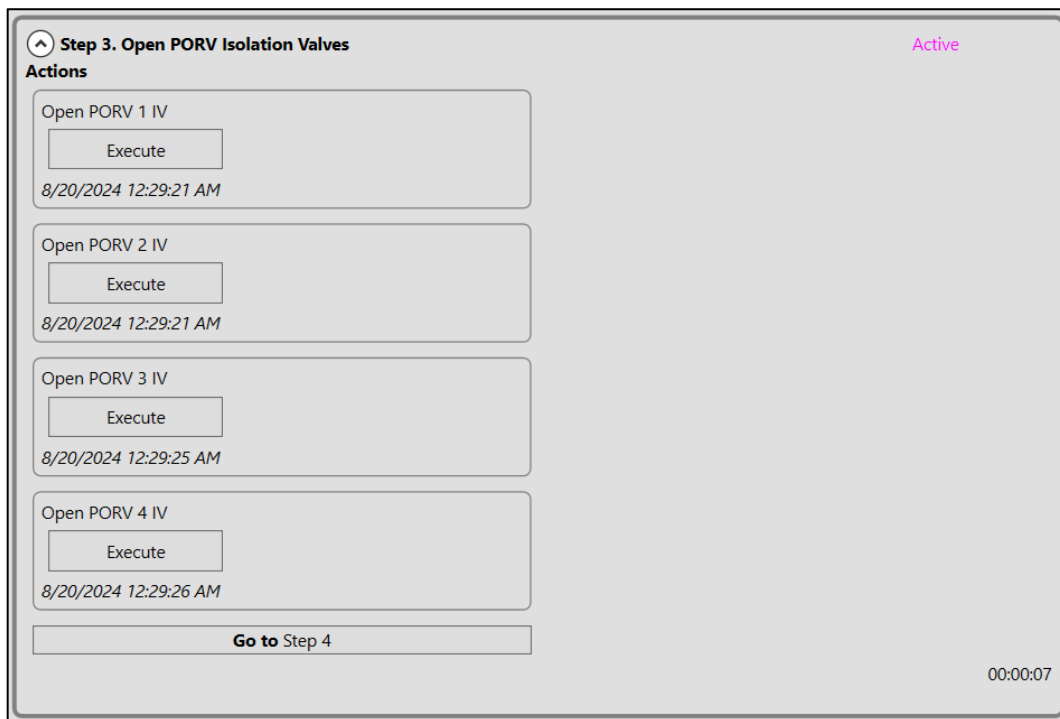 Step 3. Open PORV Isolation Valves
Active
Actions
Open PORV 1 IV
Execute
8/20/2024 12:29:21 AM
Open PORV 2 IV
Execute
8/20/2024 12:29:21 AM
Open PORV 3 IV
Execute
8/20/2024 12:29:25 AM
Open PORV 4 IV
Execute
8/20/2024 12:29:26 AM
Go to Step 4
00:00:07